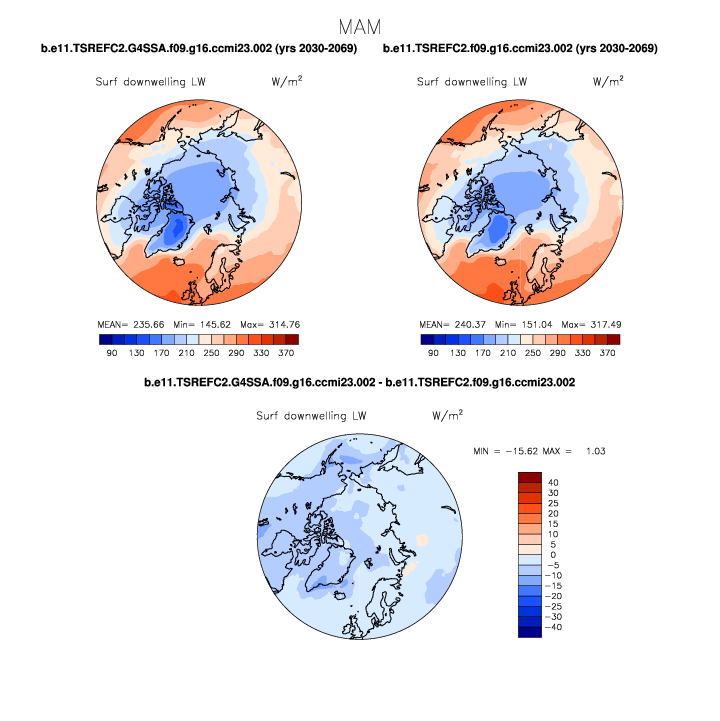 MAM
b.e11.TSREFC2.G4SSA.f09.g16.ccmi23.002 (yrs 2030-2069)
b.e11.TSREFC2.f09.g16.ccmi23.002 (yrs 2030-2069)
Surf downwelling LW W/m²
Surf downwelling LW W/m²
MEAN= 235.66 Min= 145.62 Max= 314.76
MEAN= 240.37 Min= 151.04 Max= 317.49
90 130 170 210 250 290 330 370
90 130 170 210 250 290 330 370
b.e11.TSREFC2.G4SSA.f09.g16.ccmi23.002 - b.e11.TSREFC2.f09.g16.ccmi23.002
Surf downwelling LW W/m²
MIN = −15.62 MAX = 1.03
40
30
25
20
15
10
5
0
−5
−10
−15
−20
−25
−30
−40